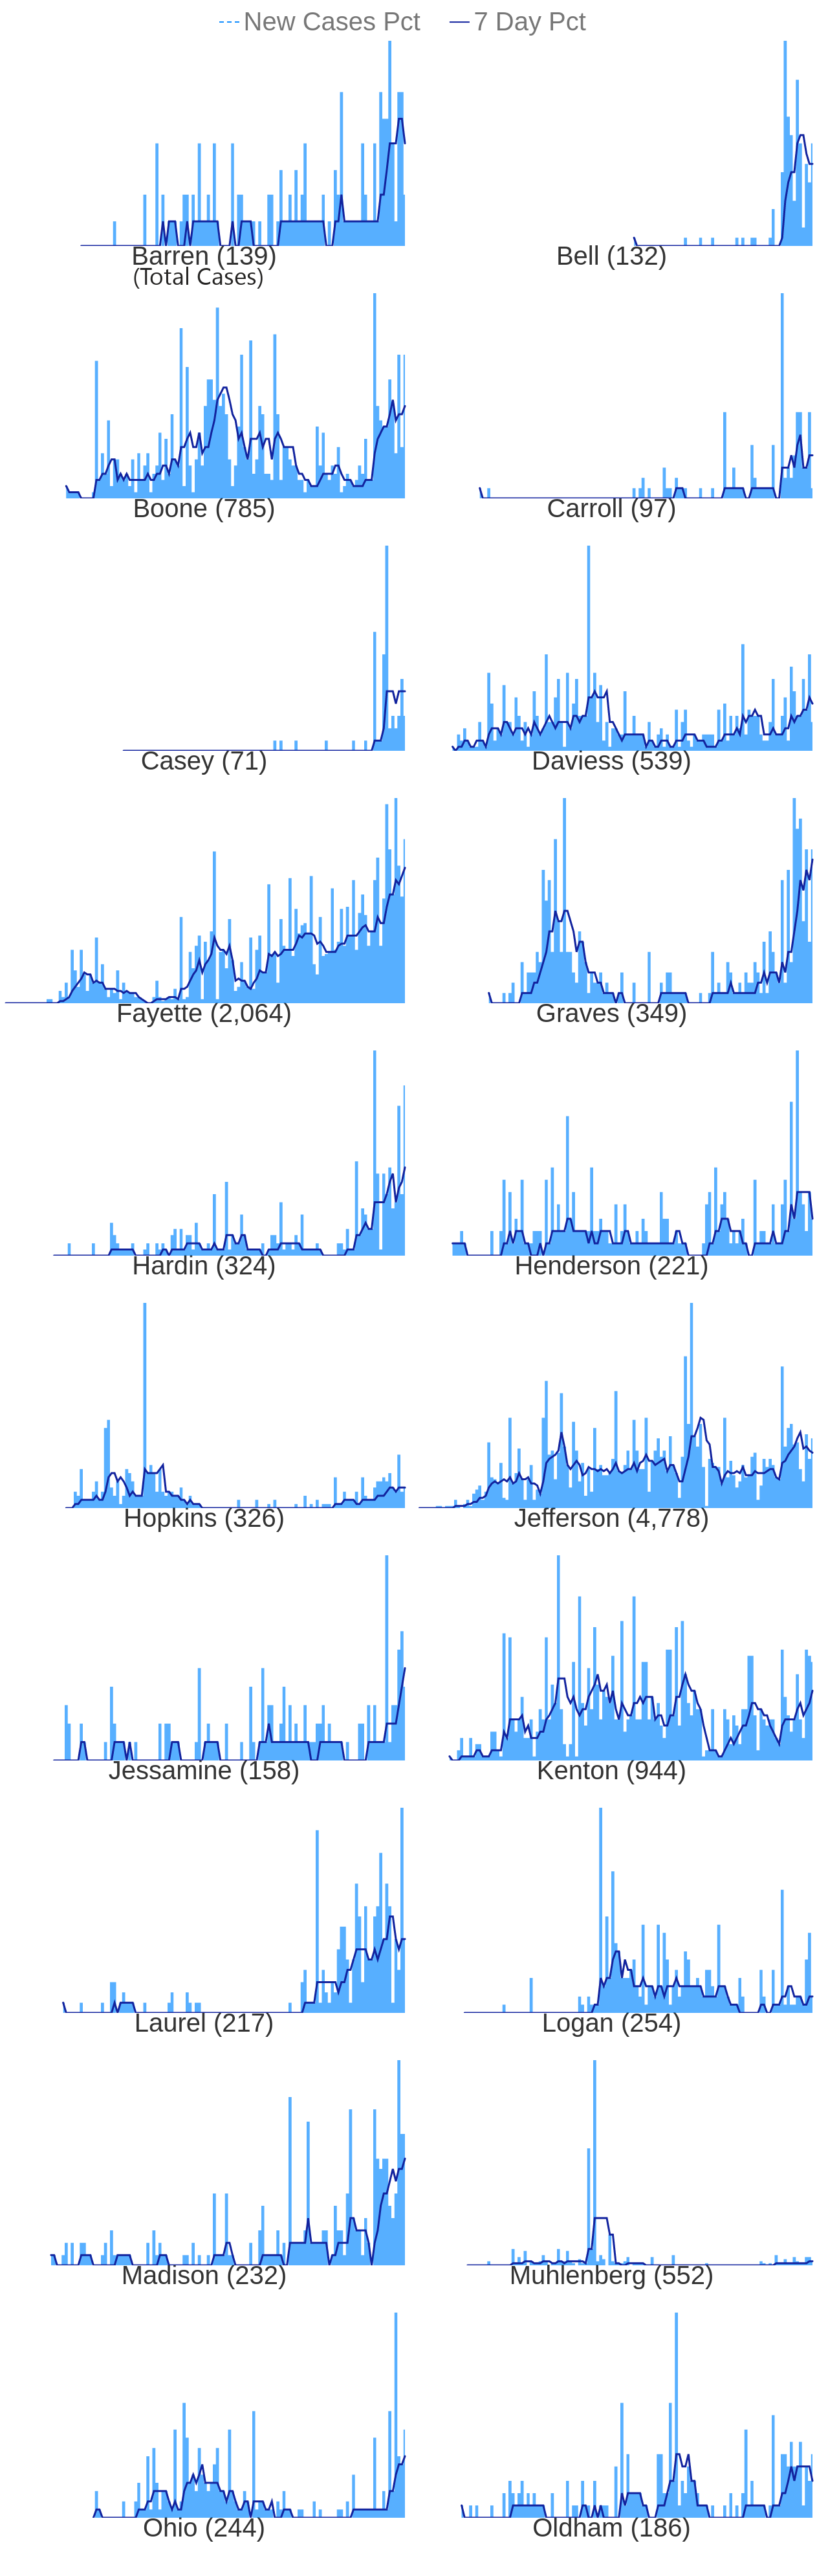 New Cases Pct 7 Day Pct
Barren (139) Bell (132)
(Total Cases)
Boone (785) Carroll (97)
Casey (71) Daviess (539)
Fayette (2,064) Graves (349)
Hardin (324) Henderson (221)
Hopkins (326) Jefferson (4,778)
Jessamine (158) Kenton (944)
Laurel (217) Logan (254)
Madison (232) Muhlenberg (552)
Ohio (244) Oldham (186)